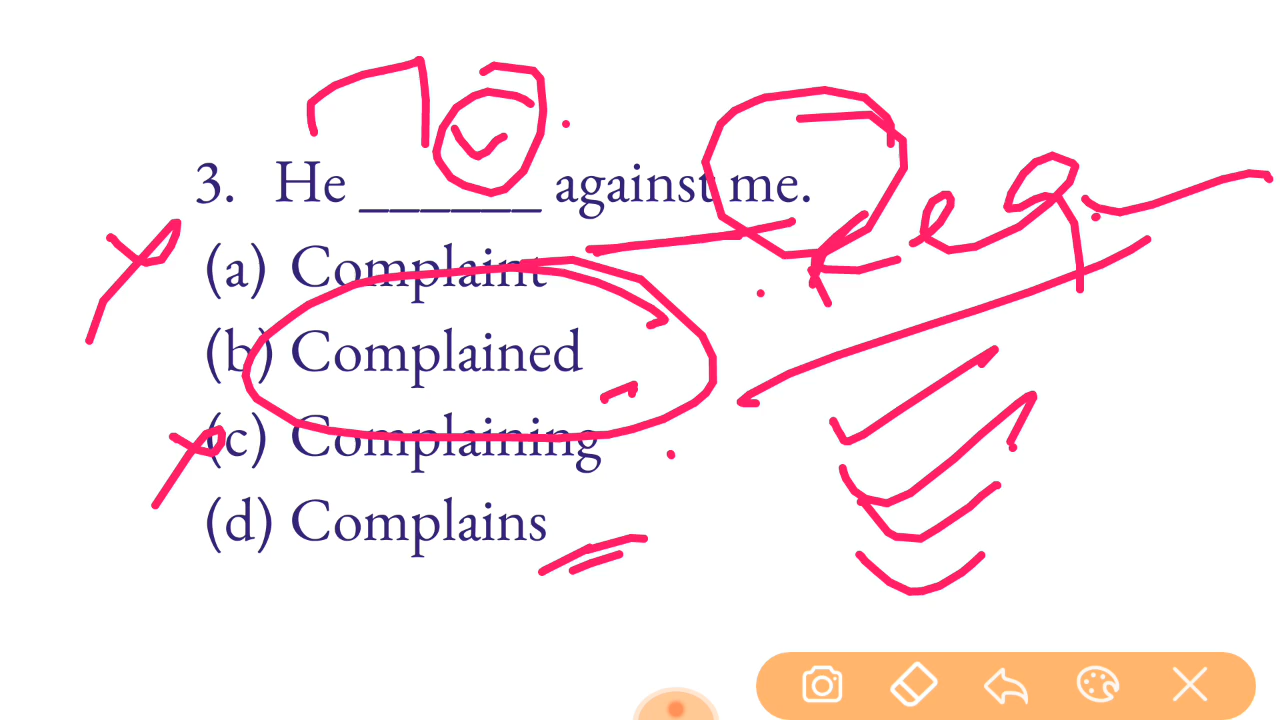 3. He ______ against me.
(a) Complaint
(b) Complained
(c) Complaining
(d) Complains